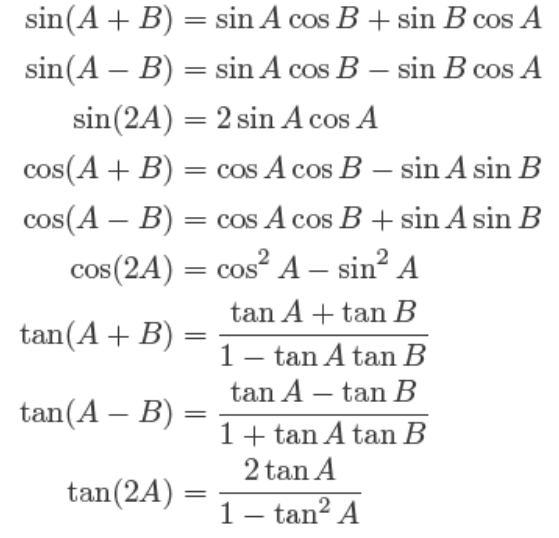 sin(A + B) = sin A cos B + sin B cos A
sin(A − B) = sin A cos B − sin B cos A
sin(2A) = 2 sin A cos A
cos(A + B) = cos A cos B − sin A sin B
cos(A − B) = cos A cos B + sin A sin B
cos(2A) = cos² A − sin² A
tan(A + B) = (tan A + tan B) / (1 − tan A tan B)
tan(A − B) = (tan A − tan B) / (1 + tan A tan B)
tan(2A) = (2 tan A) / (1 − tan² A)